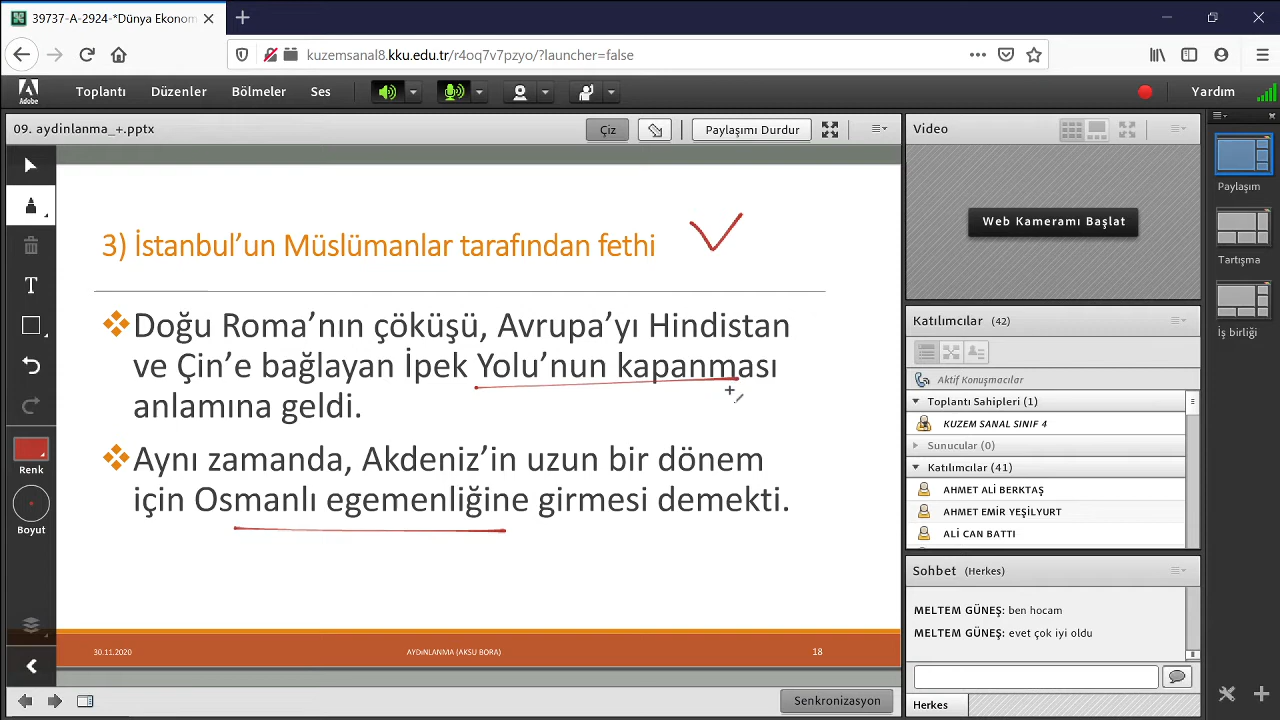 39737-A-2924-*Dünya Ekonom
kuzemsanal8.kku.edu.tr/r4oq7v7pzyo/?launcher=false
Adobe
Toplantı
Düzenler
Bölmeler
Ses
Yardım
09. aydinlanma_+.pptx
Çiz
Paylaşımı Durdur
3) İstanbul’un Müslümanlar tarafından fethi
Doğu Roma’nın çöküşü, Avrupa’yı Hindistan
ve Çin’e bağlayan İpek Yolu’nun kapanması
anlamına geldi.
Aynı zamanda, Akdeniz’in uzun bir dönem
için Osmanlı egemenliğine girmesi demekti.
30.11.2020
AYDıNLANMA (AKSU BORA)
18
T
Renk
Boyut
Senkronizasyon
Video
Web Kameramı Başlat
Katılımcılar (42)
Aktif Konuşmacılar
Toplantı Sahipleri (1)
KUZEM SANAL SINIF 4
Sunucular (0)
Katılımcılar (41)
AHMET ALİ BERKTAŞ
AHMET EMİR YEŞİLYURT
ALİ CAN BATTI
Sohbet (Herkes)
MELTEM GÜNEŞ: ben hocam
MELTEM GÜNEŞ: evet çok iyi oldu
Herkes
Paylaşım
Tartışma
İş birliği